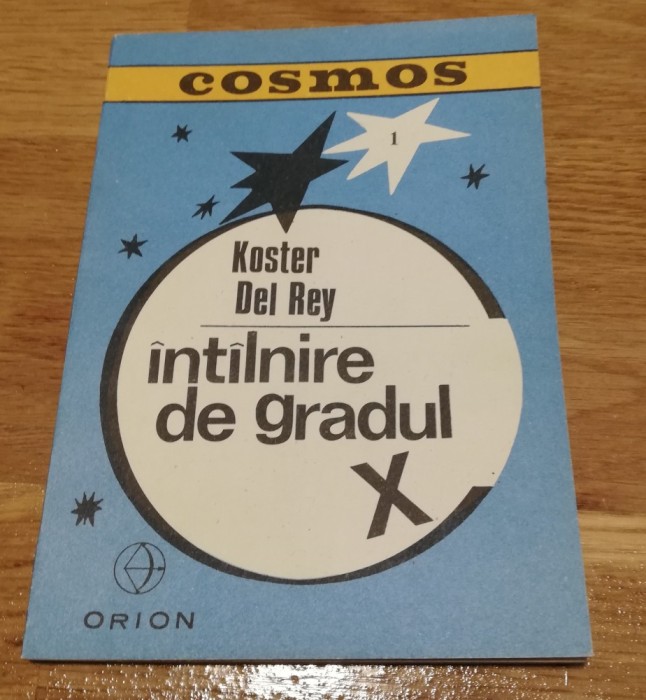 cosmos
1
Koster
Del Rey
întîlnire
de gradul
X
ORION